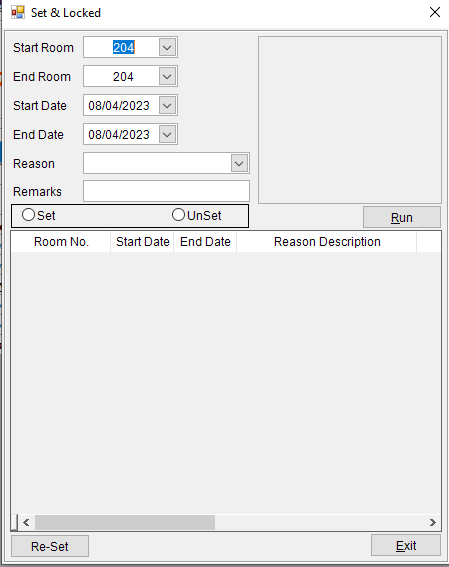 Set & Locked
Start Room 204
End Room 204
Start Date 08/04/2023
End Date 08/04/2023
Reason
Remarks
Set UnSet
Run
Room No. Start Date End Date Reason Description
Re-Set Exit